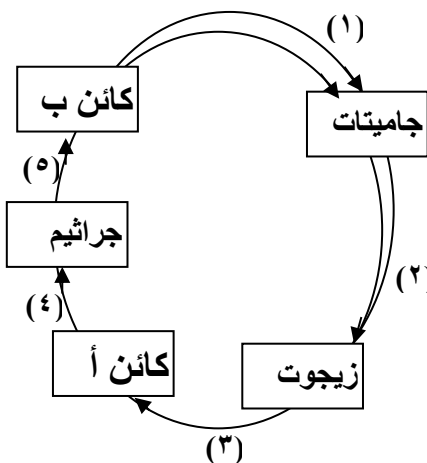 (١)
كائن ب
جاميتات
(٥)
جراثيم
(٢)
(٤)
كائن أ
زيجوت
(٣)